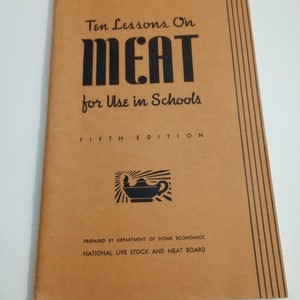 Ten Lessons On
MEAT
for Use in Schools
FIFTH EDITION
PREPARED BY DEPARTMENT OF HOME ECONOMICS
NATIONAL LIVE STOCK AND MEAT BOARD